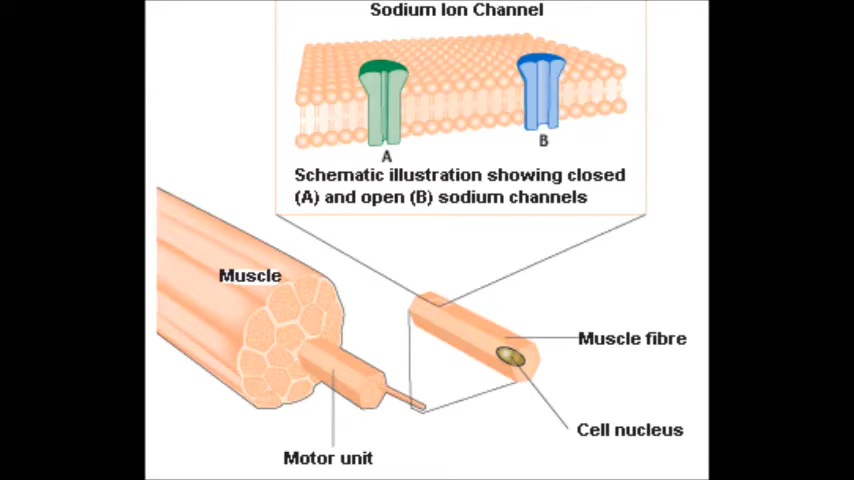 Sodium Ion Channel
A
B
Schematic illustration showing closed
(A) and open (B) sodium channels
Muscle
Muscle fibre
Cell nucleus
Motor unit